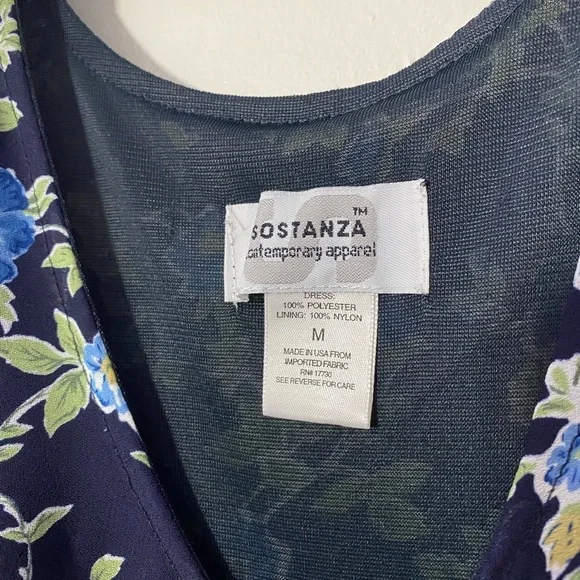 SOSTANZA™
contemporary apparel
DRESS:
100% POLYESTER
LINING: 100% NYLON
M
MADE IN USA FROM
IMPORTED FABRIC
RN# 17730
SEE REVERSE FOR CARE